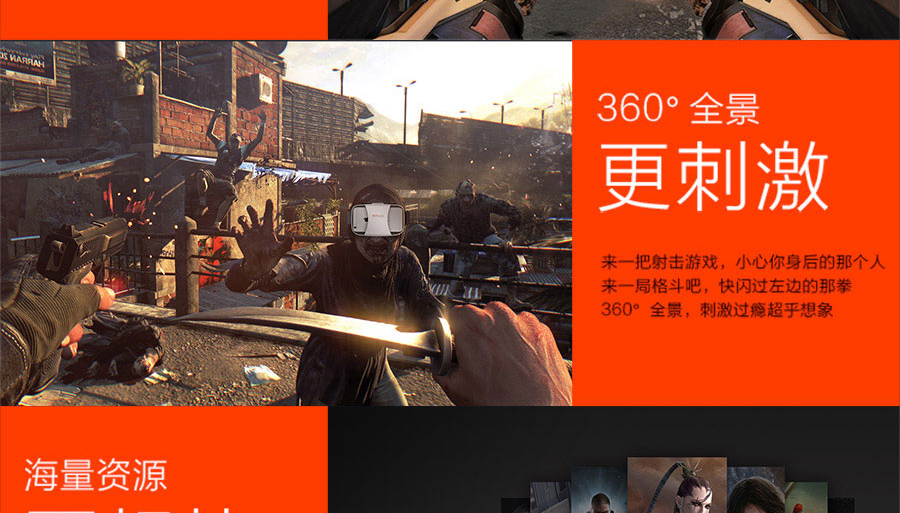 HARRAN 20
360° 全景
更刺激
来一把射击游戏，小心你身后的那个人
来一局格斗吧，快闪过左边的那拳
360° 全景，刺激过瘾超乎想象
海量资源